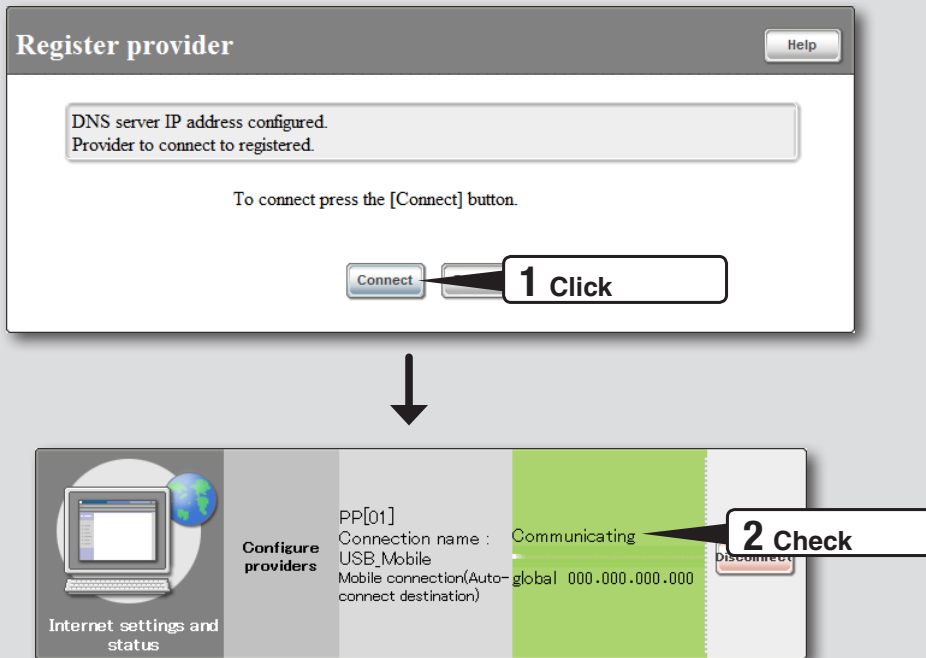 Register provider
Help
DNS server IP address configured.
Provider to connect to registered.
To connect press the [Connect] button.
Connect
1 Click
PP[01]
Connection name :
USB_Mobile
Mobile connection(Auto-
connect destination)
Configure
providers
Communicating
global 000.000.000.000
2 Check
Disconnect
Internet settings and
status